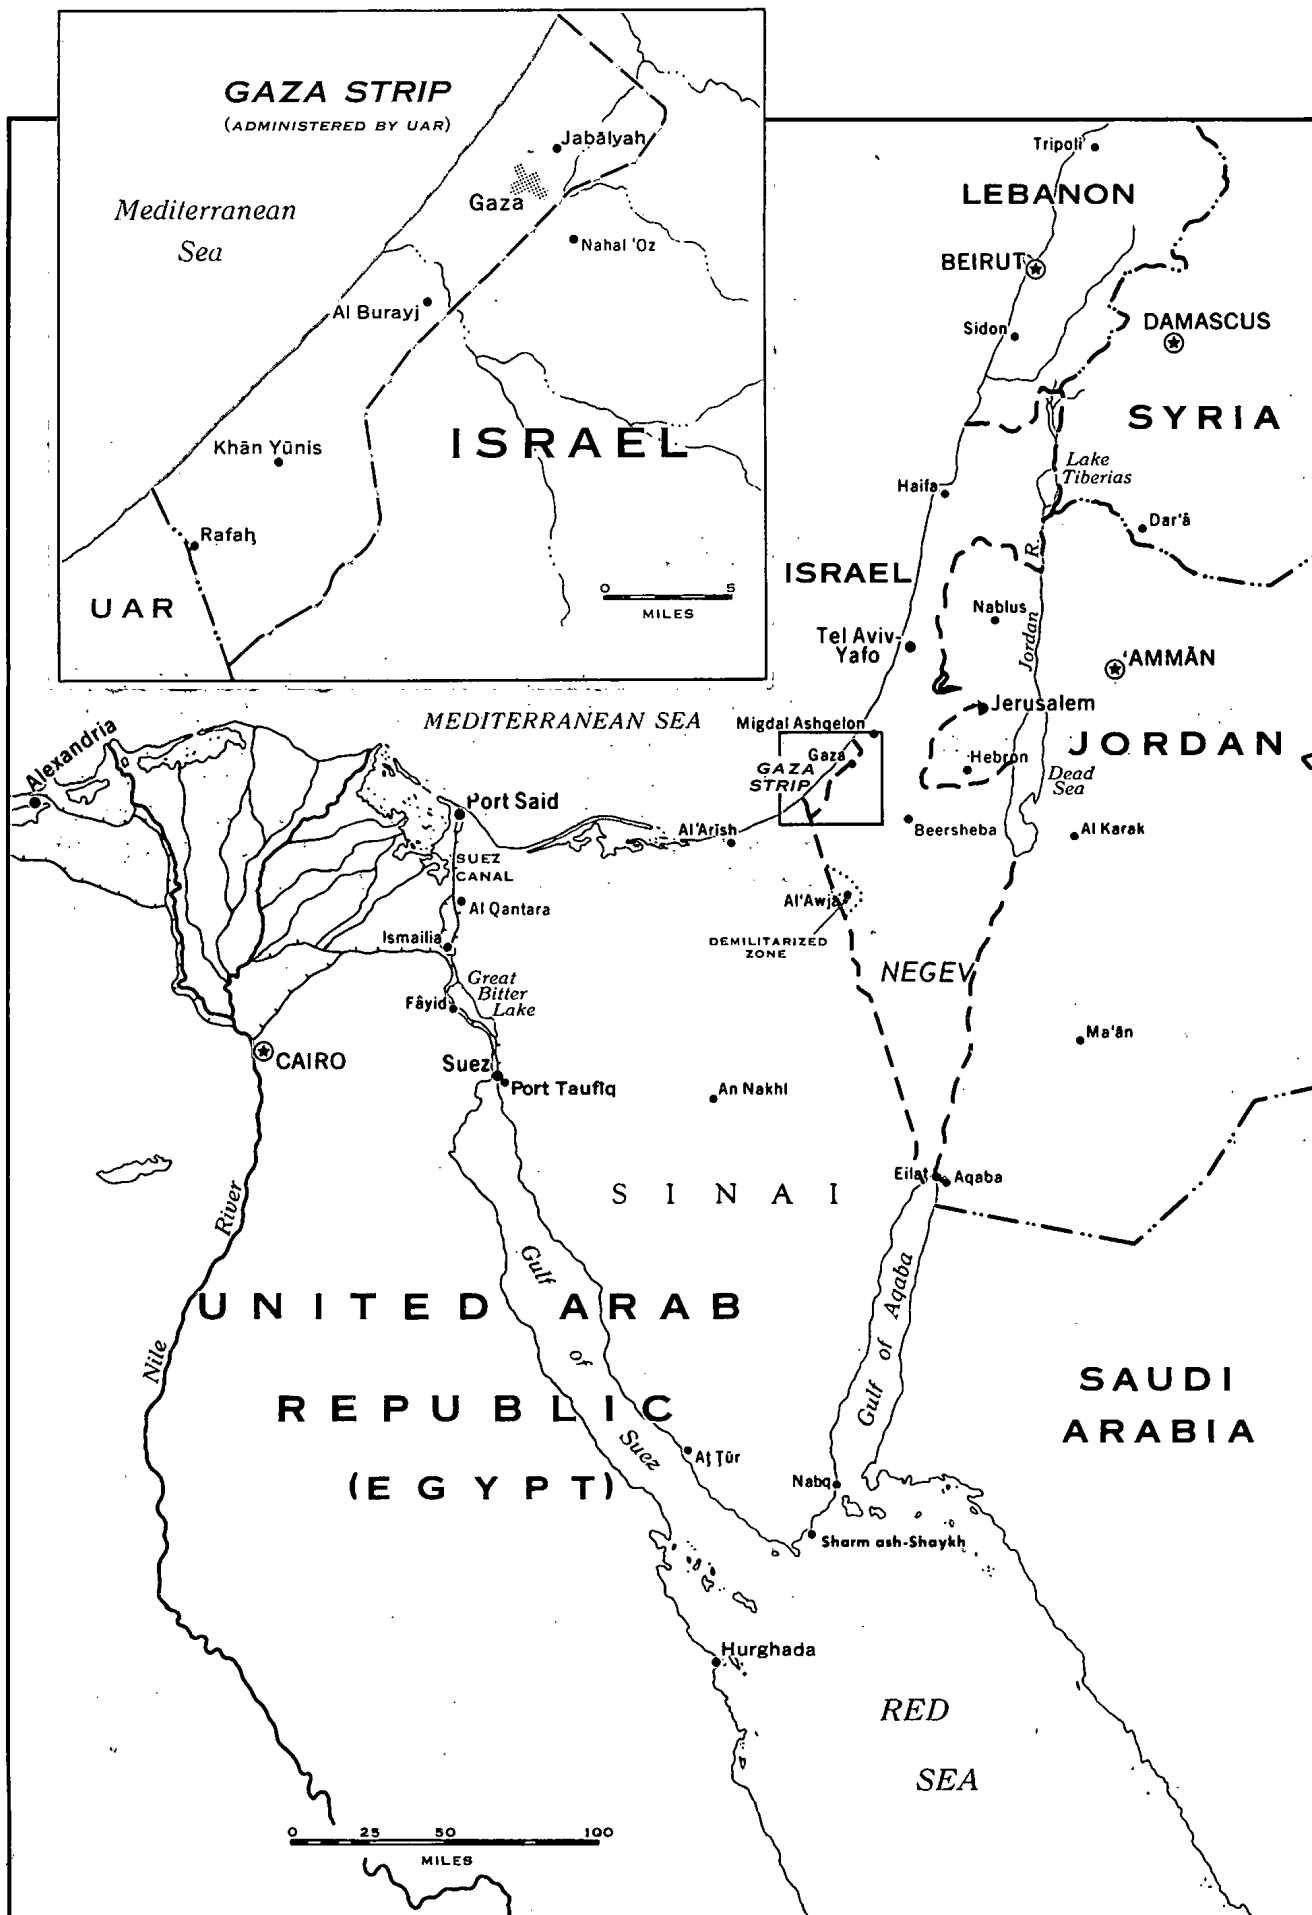 GAZA STRIP
(ADMINISTERED BY UAR)
Jabālyah
Gaza
Mediterranean
Sea
Nahal 'Oz
Al Burayj
ISRAEL
Khān Yūnis
Rafaḥ
UAR
0 5
MILES
Tripoli
LEBANON
BEIRUT
Sidon
DAMASCUS
SYRIA
Lake
Tiberias
Haifa
Dar'ā
ISRAEL
Nablus
Jordan R.
Tel Aviv-
Yafo
'AMMĀN
Jerusalem
MEDITERRANEAN SEA
Migdal Ashqelon
JORDAN
Alexandria
Gaza
GAZA
STRIP
Hebron
Dead
Sea
Port Said
Al 'Arīsh
Beersheba
Al Karak
SUEZ
CANAL
Al Qantara
Al 'Awja
Ismailia
DEMILITARIZED
ZONE
NEGEV
Great
Bitter
Lake
Fâyid
Ma'ān
CAIRO
Suez
Port Taufīq
An Nakhl
Eilat
Aqaba
SINAI
Nile River
Gulf of Suez
Gulf of Aqaba
UNITED ARAB
REPUBLIC
(EGYPT)
SAUDI
ARABIA
Aṭ Ṭūr
Nabq
Sharm ash-Shaykh
Hurghada
RED
SEA
0 25 50 100
MILES